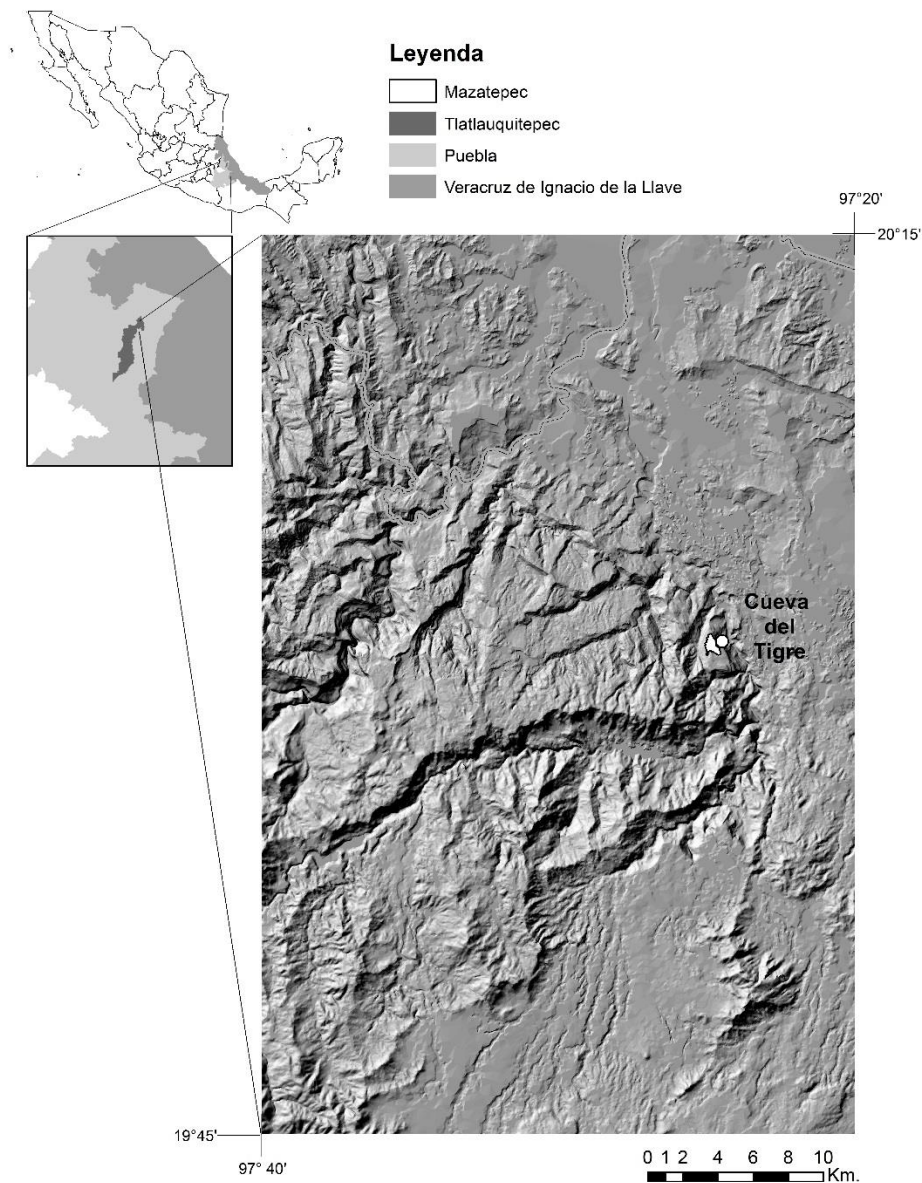 Leyenda
Mazatepec
Tlatlauquitepec
Puebla
Veracruz de Ignacio de la Llave
97°20'
20°15'
Cueva
del
Tigre
19°45'
97° 40'
0 1 2 4 6 8 10
Km.